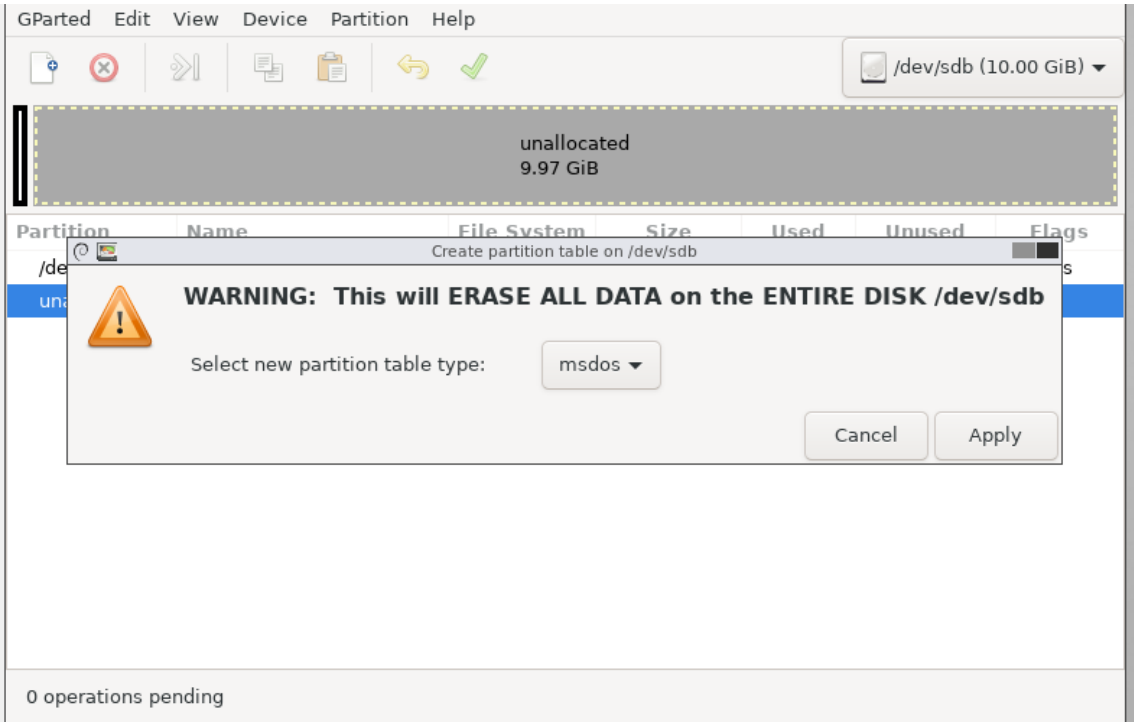 GParted Edit View Device Partition Help
/dev/sdb (10.00 GiB)
unallocated
9.97 GiB
Partition Name File System Size Used Unused Flags
Create partition table on /dev/sdb
/de s
una
WARNING: This will ERASE ALL DATA on the ENTIRE DISK /dev/sdb
Select new partition table type: msdos
Cancel Apply
0 operations pending